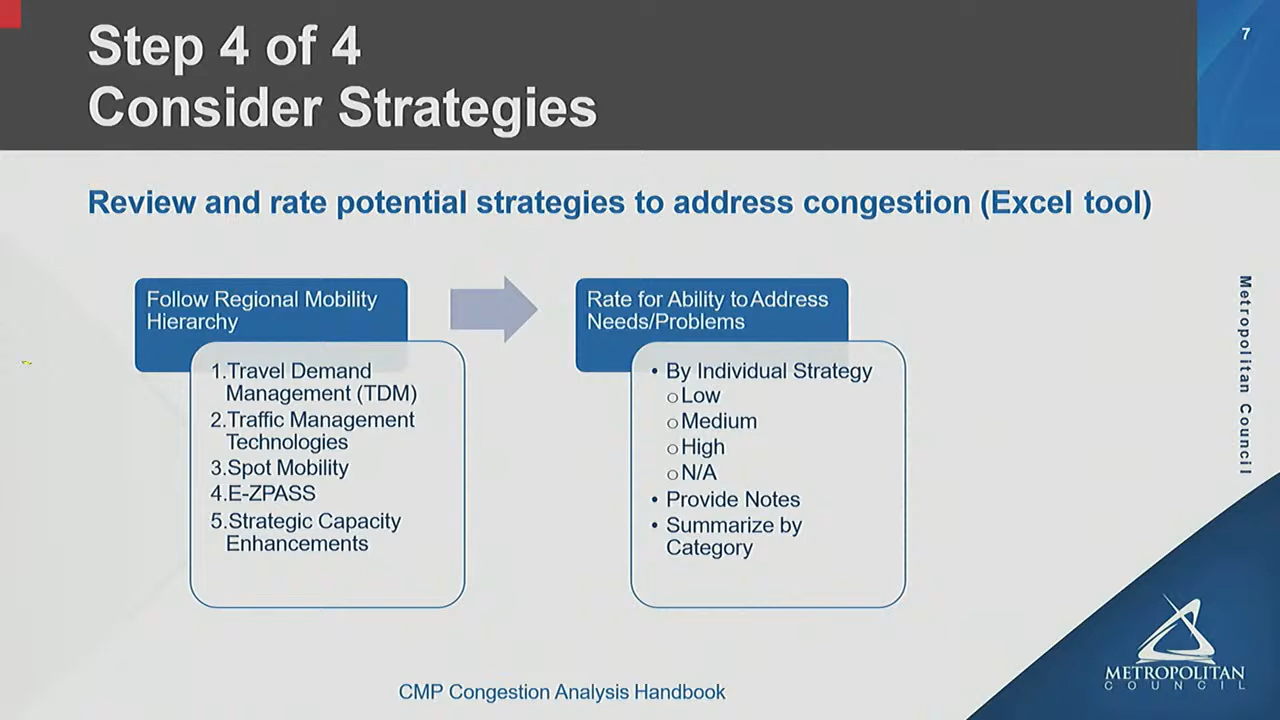 Step 4 of 4
Consider Strategies
7
Review and rate potential strategies to address congestion (Excel tool)
Follow Regional Mobility
Hierarchy
1.Travel Demand
Management (TDM)
2.Traffic Management
Technologies
3.Spot Mobility
4.E-ZPASS
5.Strategic Capacity
Enhancements
Rate for Ability to Address
Needs/Problems
• By Individual Strategy
o Low
o Medium
o High
o N/A
• Provide Notes
• Summarize by
Category
Metropolitan Council
METROPOLITAN
COUNCIL
CMP Congestion Analysis Handbook